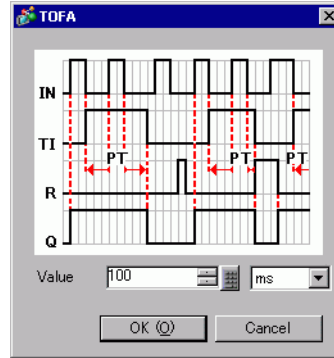 TOFA
IN
TI
PT PT PT
R
Q
Value 100 ms
OK (O) Cancel